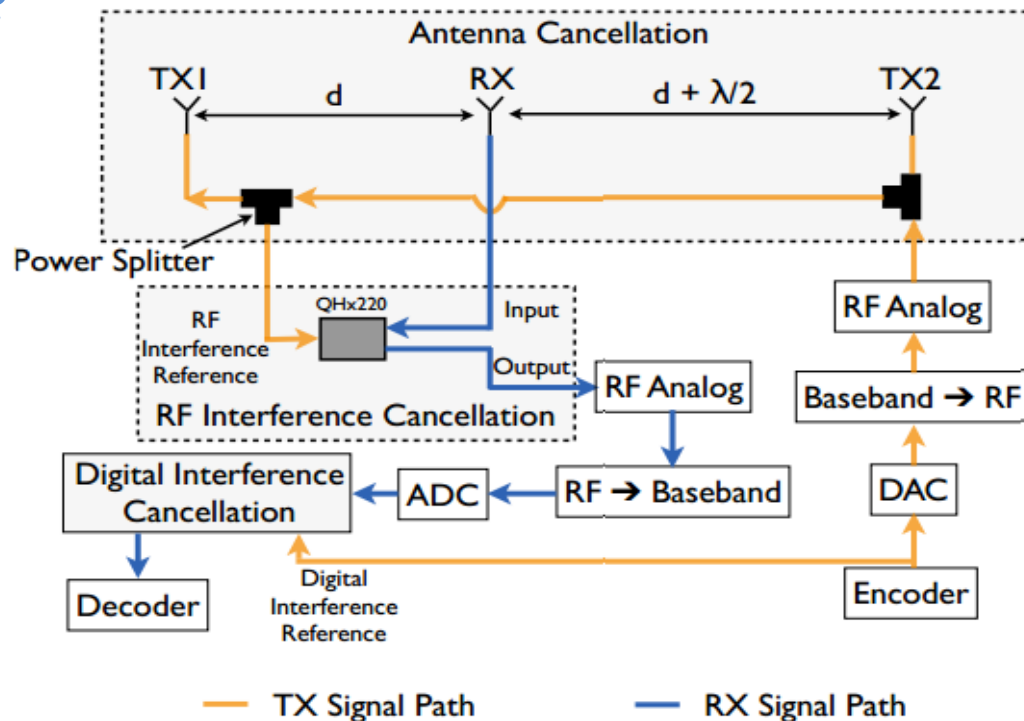 Antenna Cancellation
TX1
RX
TX2
d
d + λ/2
Power Splitter
QHx220
RF
Interference
Reference
Input
Output
RF Interference Cancellation
RF Analog
RF Analog
Baseband ➔ RF
Digital Interference
Cancellation
ADC
RF ➔ Baseband
DAC
Decoder
Digital
Interference
Reference
Encoder
TX Signal Path
RX Signal Path